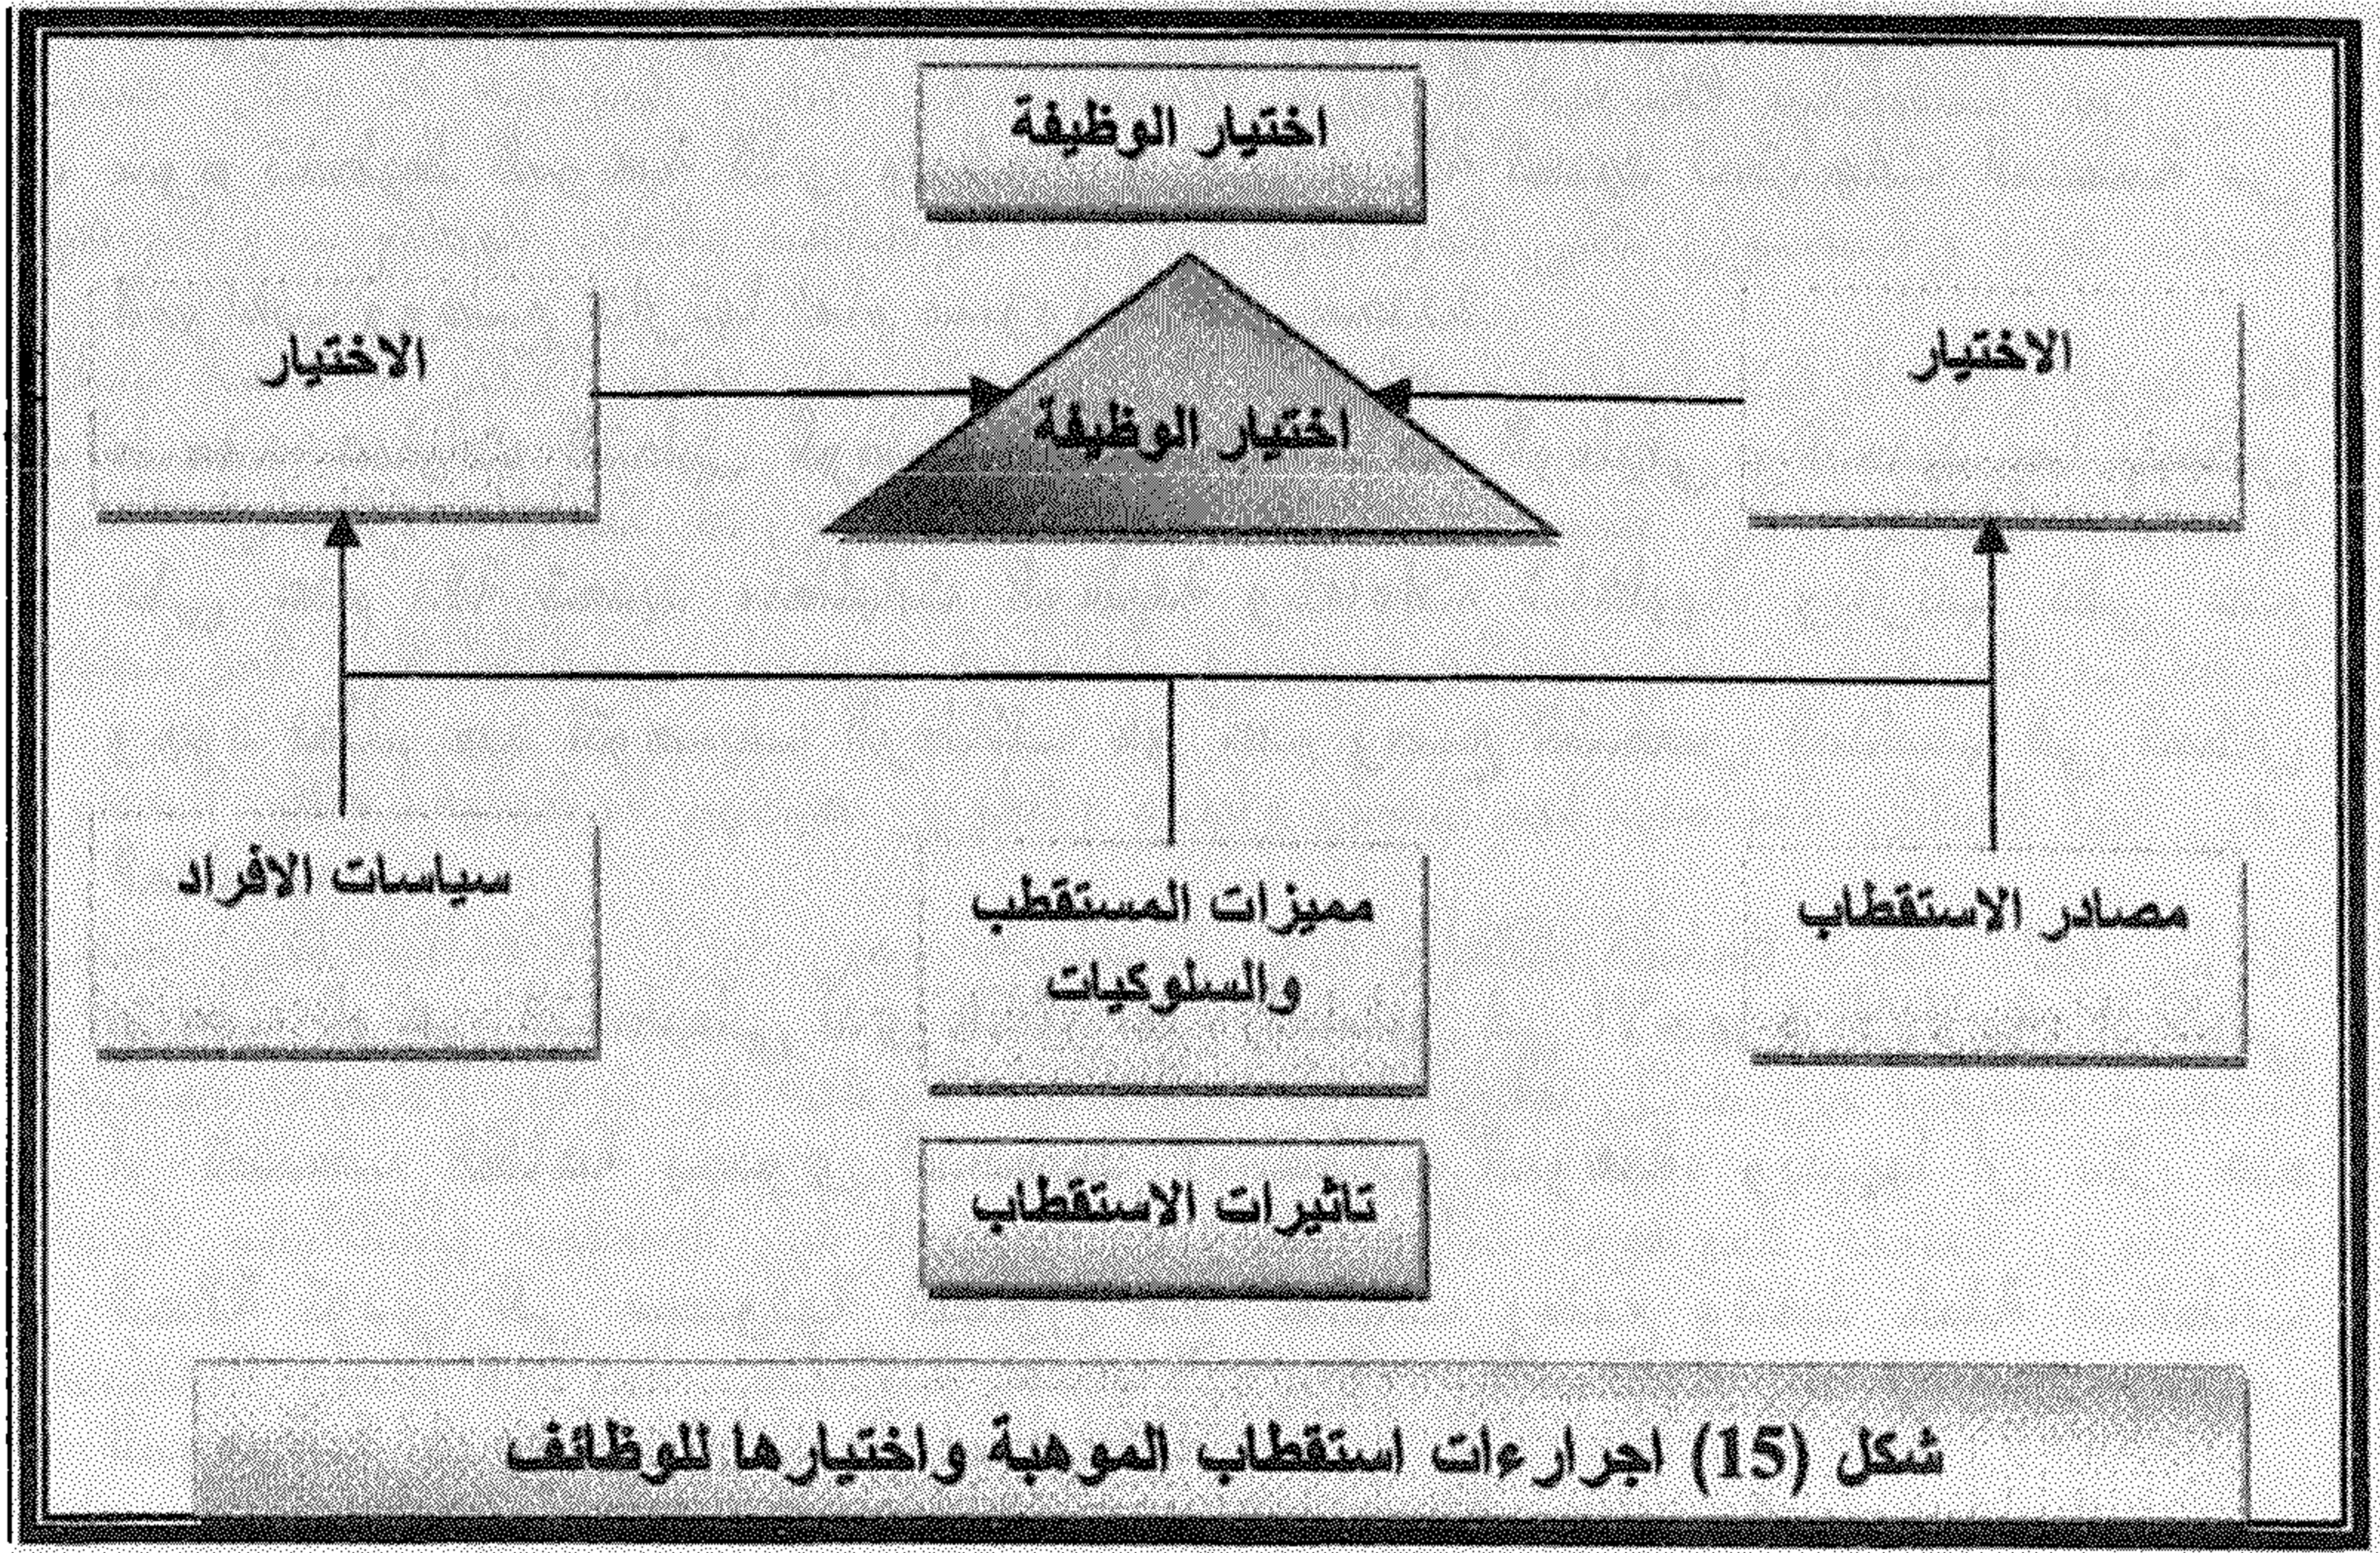 اختيار الوظيفة
الاختيار
اختيار الوظيفة
الاختيار
مصادر الاستقطاب
مميزات المستقطب
والسلوكيات
سياسات الافراد
تاثيرات الاستقطاب
شكل (15) اجرارءات استقطاب الموهبة واختيارها للوظائف